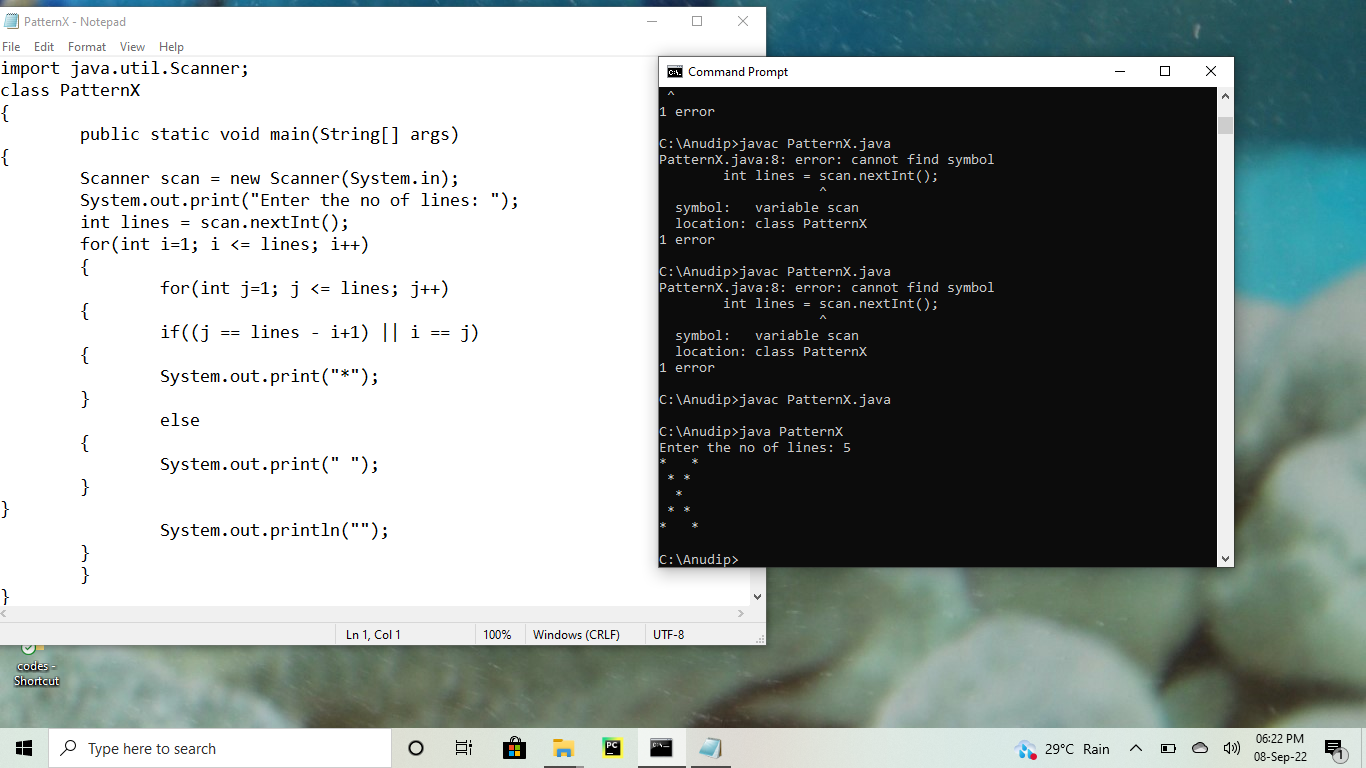 PatternX - Notepad
File Edit Format View Help
import java.util.Scanner;
class PatternX
{
        public static void main(String[] args)
{
        Scanner scan = new Scanner(System.in);
        System.out.print("Enter the no of lines: ");
        int lines = scan.nextInt();
        for(int i=1; i <= lines; i++)
        {
                for(int j=1; j <= lines; j++)
        {
                if((j == lines - i+1) || i == j)
        {
                System.out.print("*");
        }
                else
        {
                System.out.print(" ");
        }
}
                System.out.println("");
        }
        }
}
Ln 1, Col 1 100% Windows (CRLF) UTF-8
Command Prompt
 ^
1 error

C:\Anudip>javac PatternX.java
PatternX.java:8: error: cannot find symbol
        int lines = scan.nextInt();
                    ^
  symbol:   variable scan
  location: class PatternX
1 error

C:\Anudip>javac PatternX.java
PatternX.java:8: error: cannot find symbol
        int lines = scan.nextInt();
                    ^
  symbol:   variable scan
  location: class PatternX
1 error

C:\Anudip>javac PatternX.java

C:\Anudip>java PatternX
Enter the no of lines: 5
*   *
 * *
  *
 * *
*   *

C:\Anudip>
codes -
Shortcut
Type here to search
PC
C:\.
29°C Rain
06:22 PM
08-Sep-22
1